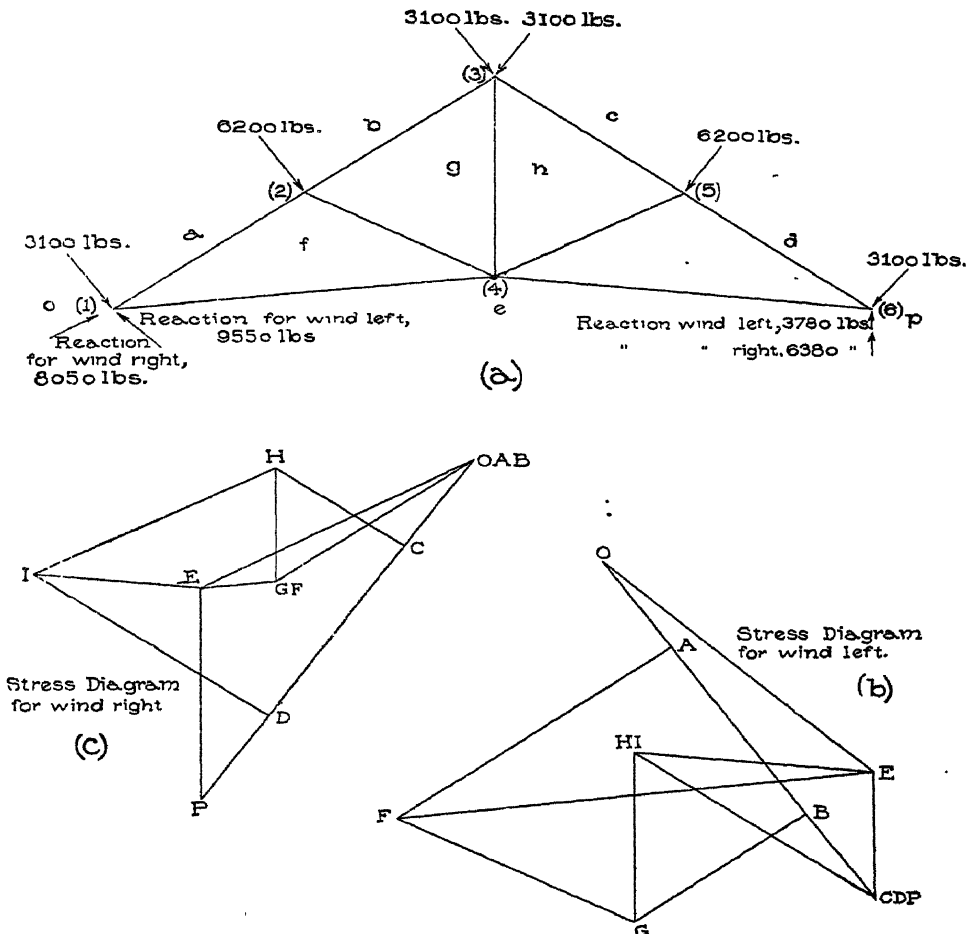 3100 lbs. 3100 lbs.
(3)
b
c
6200 lbs.
6200 lbs.
g
n
(2)
(5)
a
f
d
3100 lbs.
3100 lbs.
o
(1)
(4)
(6) p
e
Reaction for wind left,
9550 lbs
Reaction
for wind right,
8050 lbs.
Reaction wind left, 3780 lbs
" " right. 6380 "
(a)
H
OAB
C
I
E
GF
O
Stress Diagram
for wind right
D
(c)
P
A
Stress Diagram
for wind left.
(b)
HI
E
F
B
CDP
G